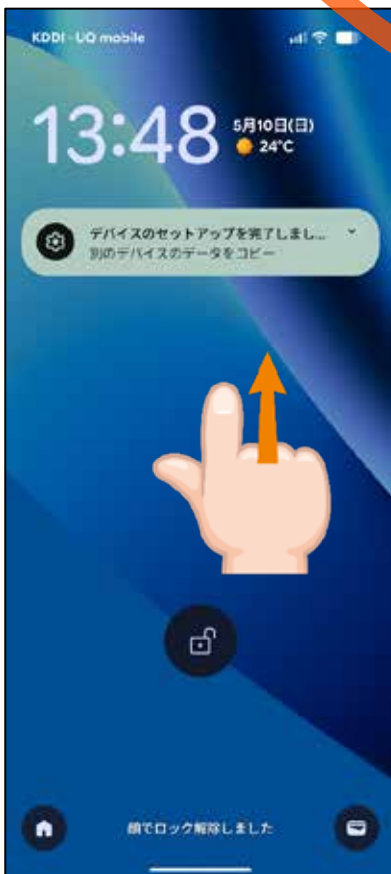 KDDI - UQ mobile
13:48
5月10日(日)
24°C
デバイスのセットアップを完了しまし...
別のデバイスのデータをコピー
顔でロック解除しました